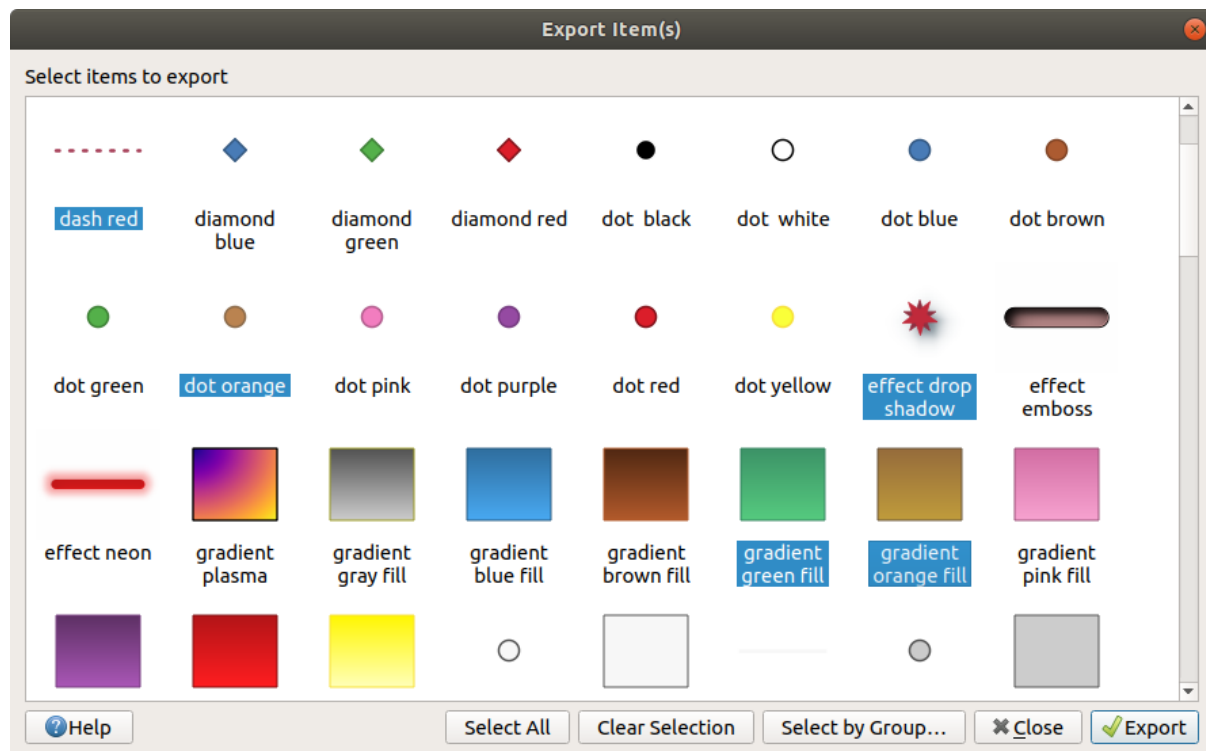 Export Item(s)
Select items to export
dash red
diamond
blue
diamond
green
diamond red
dot  black
dot  white
dot blue
dot brown
dot green
dot orange
dot pink
dot purple
dot red
dot yellow
effect drop
shadow
effect
emboss
effect neon
gradient
plasma
gradient
gray fill
gradient
blue fill
gradient
brown fill
gradient
green fill
gradient
orange fill
gradient
pink fill
Help
Select All
Clear Selection
Select by Group…
Close
Export